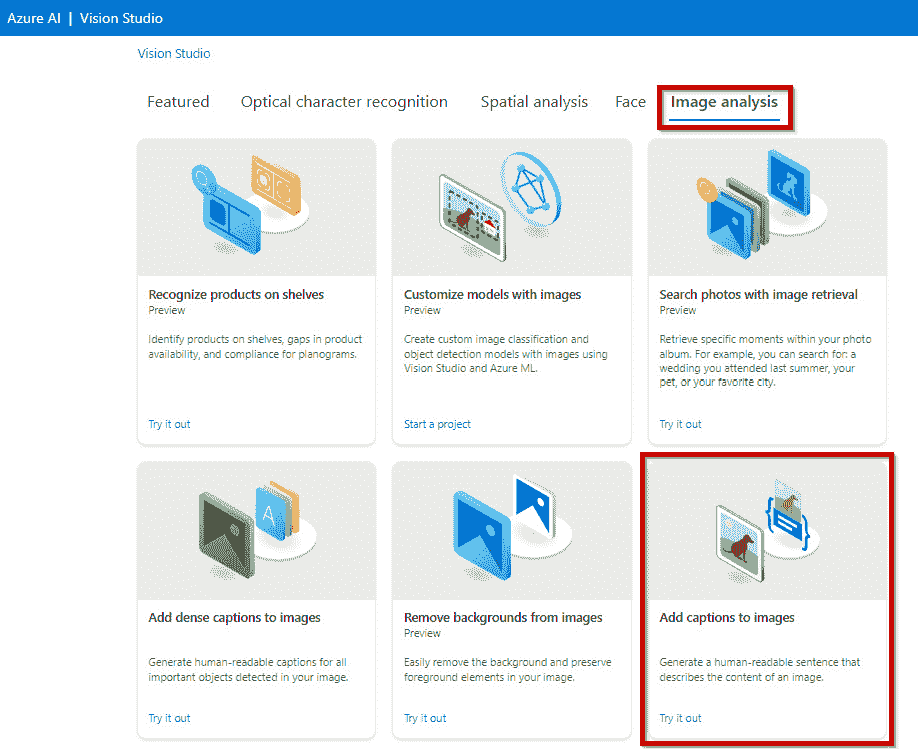 Azure AI | Vision Studio
Vision Studio
Featured Optical character recognition Spatial analysis Face Image analysis
Recognize products on shelves
Preview
Identify products on shelves, gaps in product
availability, and compliance for planograms.
Try it out
Customize models with images
Preview
Create custom image classification and
object detection models with images using
Vision Studio and Azure ML.
Start a project
Search photos with image retrieval
Preview
Retrieve specific moments within your photo
album. For example, you can search for: a
wedding you attended last summer, your
pet, or your favorite city.
Try it out
A
Add dense captions to images
Generate human-readable captions for all
important objects detected in your image.
Try it out
Remove backgrounds from images
Preview
Easily remove the background and preserve
foreground elements in your image.
Try it out
Add captions to images
Generate a human-readable sentence that
describes the content of an image.
Try it out